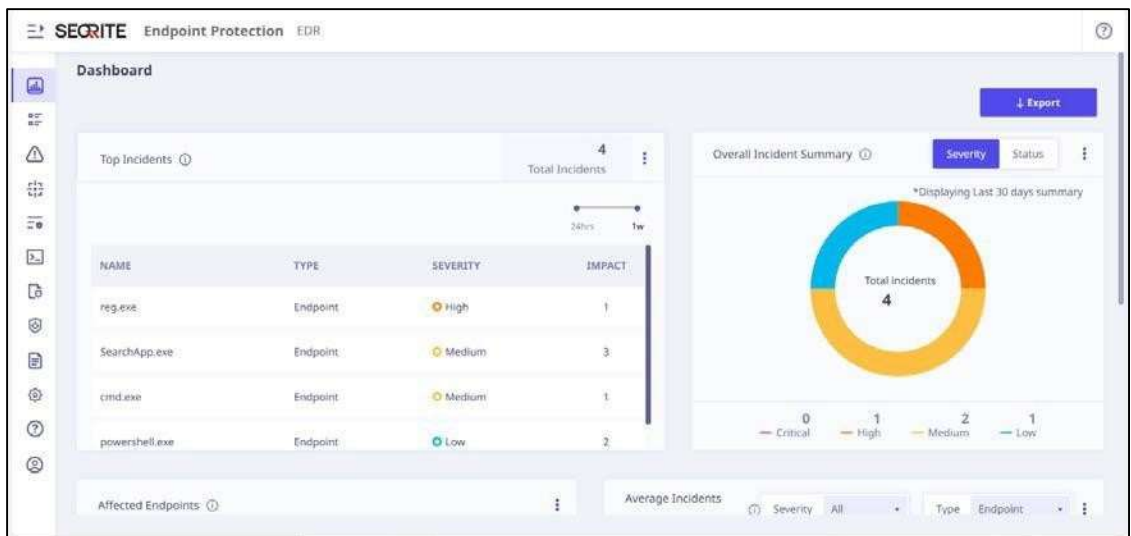 SEQRITE Endpoint Protection EDR
Dashboard
↓ Export
Top Incidents
4
Total Incidents
24hrs 1w
NAME TYPE SEVERITY IMPACT
reg.exe Endpoint High 1
SearchApp.exe Endpoint Medium 3
cmd.exe Endpoint Medium 1
powershell.exe Endpoint Low 2
Overall Incident Summary Severity Status
*Displaying Last 30 days summary
Total incidents
4
0 1 2 1
Critical High Medium Low
Affected Endpoints
Average Incidents Severity All Type Endpoint